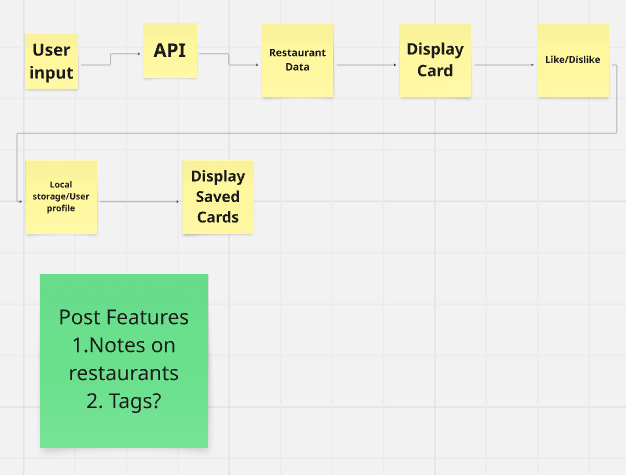 User
input
API
Restaurant
Data
Display
Card
Like/Dislike
Local
storage/User
profile
Display
Saved
Cards
Post Features
1.Notes on
restaurants
2. Tags?